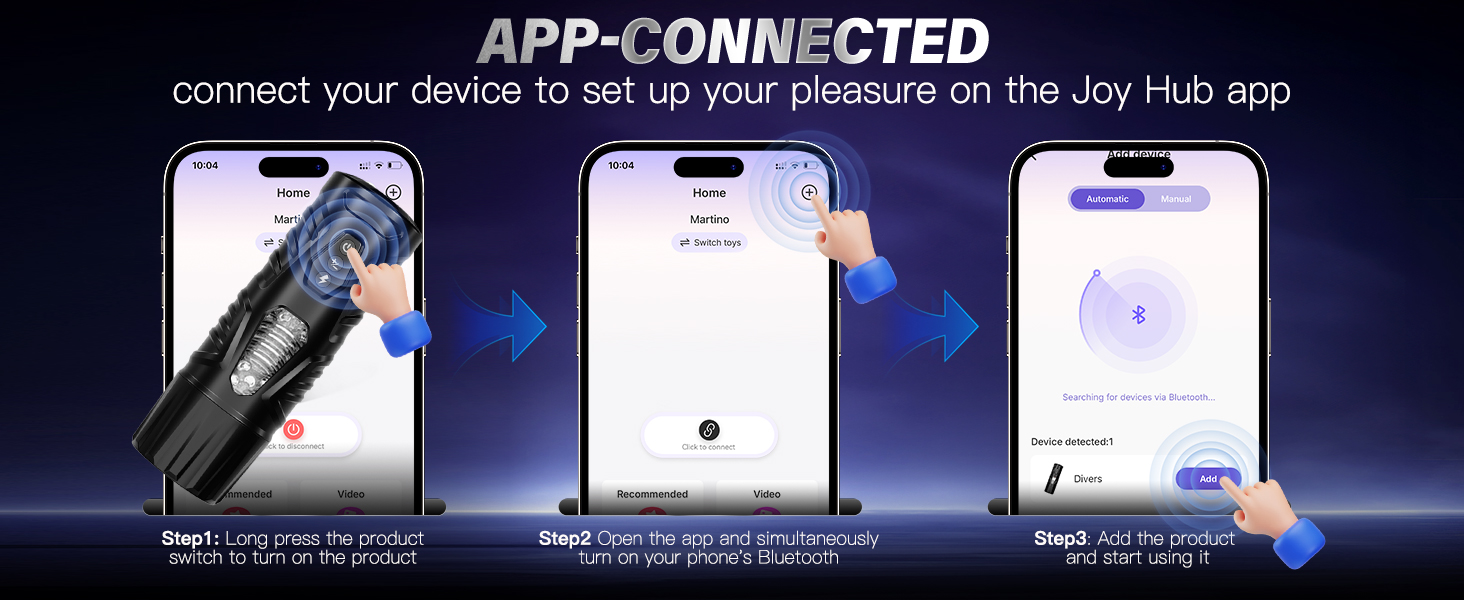 APP-CONNECTED
connect your device to set up your pleasure on the Joy Hub app
10:04
Home
Marti
ck to disconnect
mmended
Video
Step1: Long press the product
switch to turn on the product
10:04
Home
Martino
Switch toys
Click to connect
Recommended
Video
Step2 Open the app and simultaneously
turn on your phone's Bluetooth
Add device
Automatic
Manual
Searching for devices via Bluetooth...
Device detected:1
Divers
Add
Step3: Add the product
and start using it